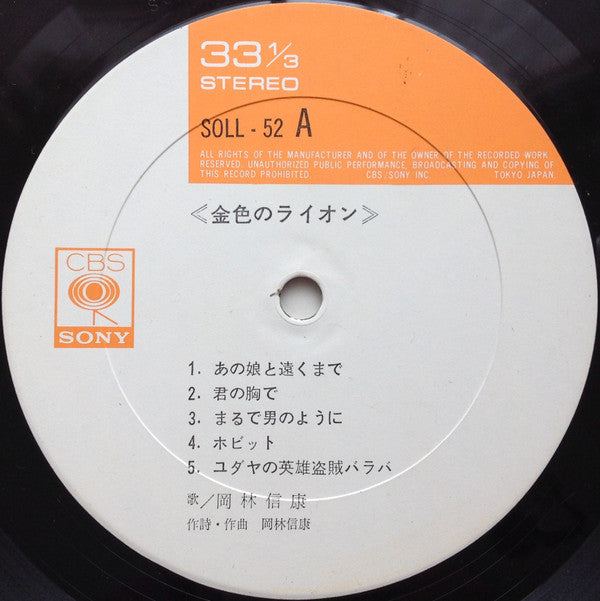 33 1/3
STEREO
SOLL - 52 A
ALL RIGHTS OF THE MANUFACTURER AND OF THE OWNER OF THE RECORDED WORK
RESERVED. UNAUTHORIZED PUBLIC PERFORMANCE, BROADCASTING AND COPYING OF
THIS RECORD PROHIBITED. CBS/SONY INC. TOKYO JAPAN.
≪金色のライオン≫
CBS
SONY
1. あの娘と遠くまで
2. 君の胸で
3. まるで男のように
4. ホビット
5. ユダヤの英雄盗賊バラバ
歌/岡林信康
作詩・作曲 岡林信康